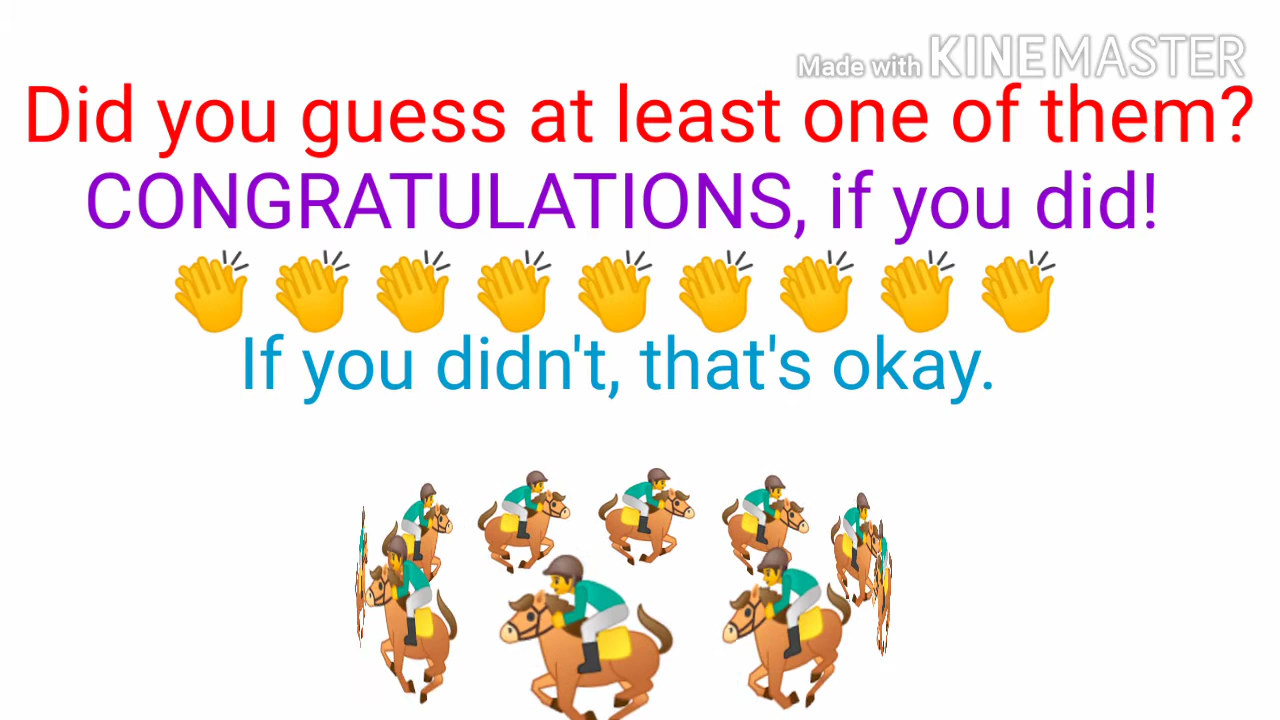 Made with KINEMASTER
Did you guess at least one of them?
CONGRATULATIONS, if you did!
👏 👏 👏 👏 👏 👏 👏 👏 👏
If you didn't, that's okay.